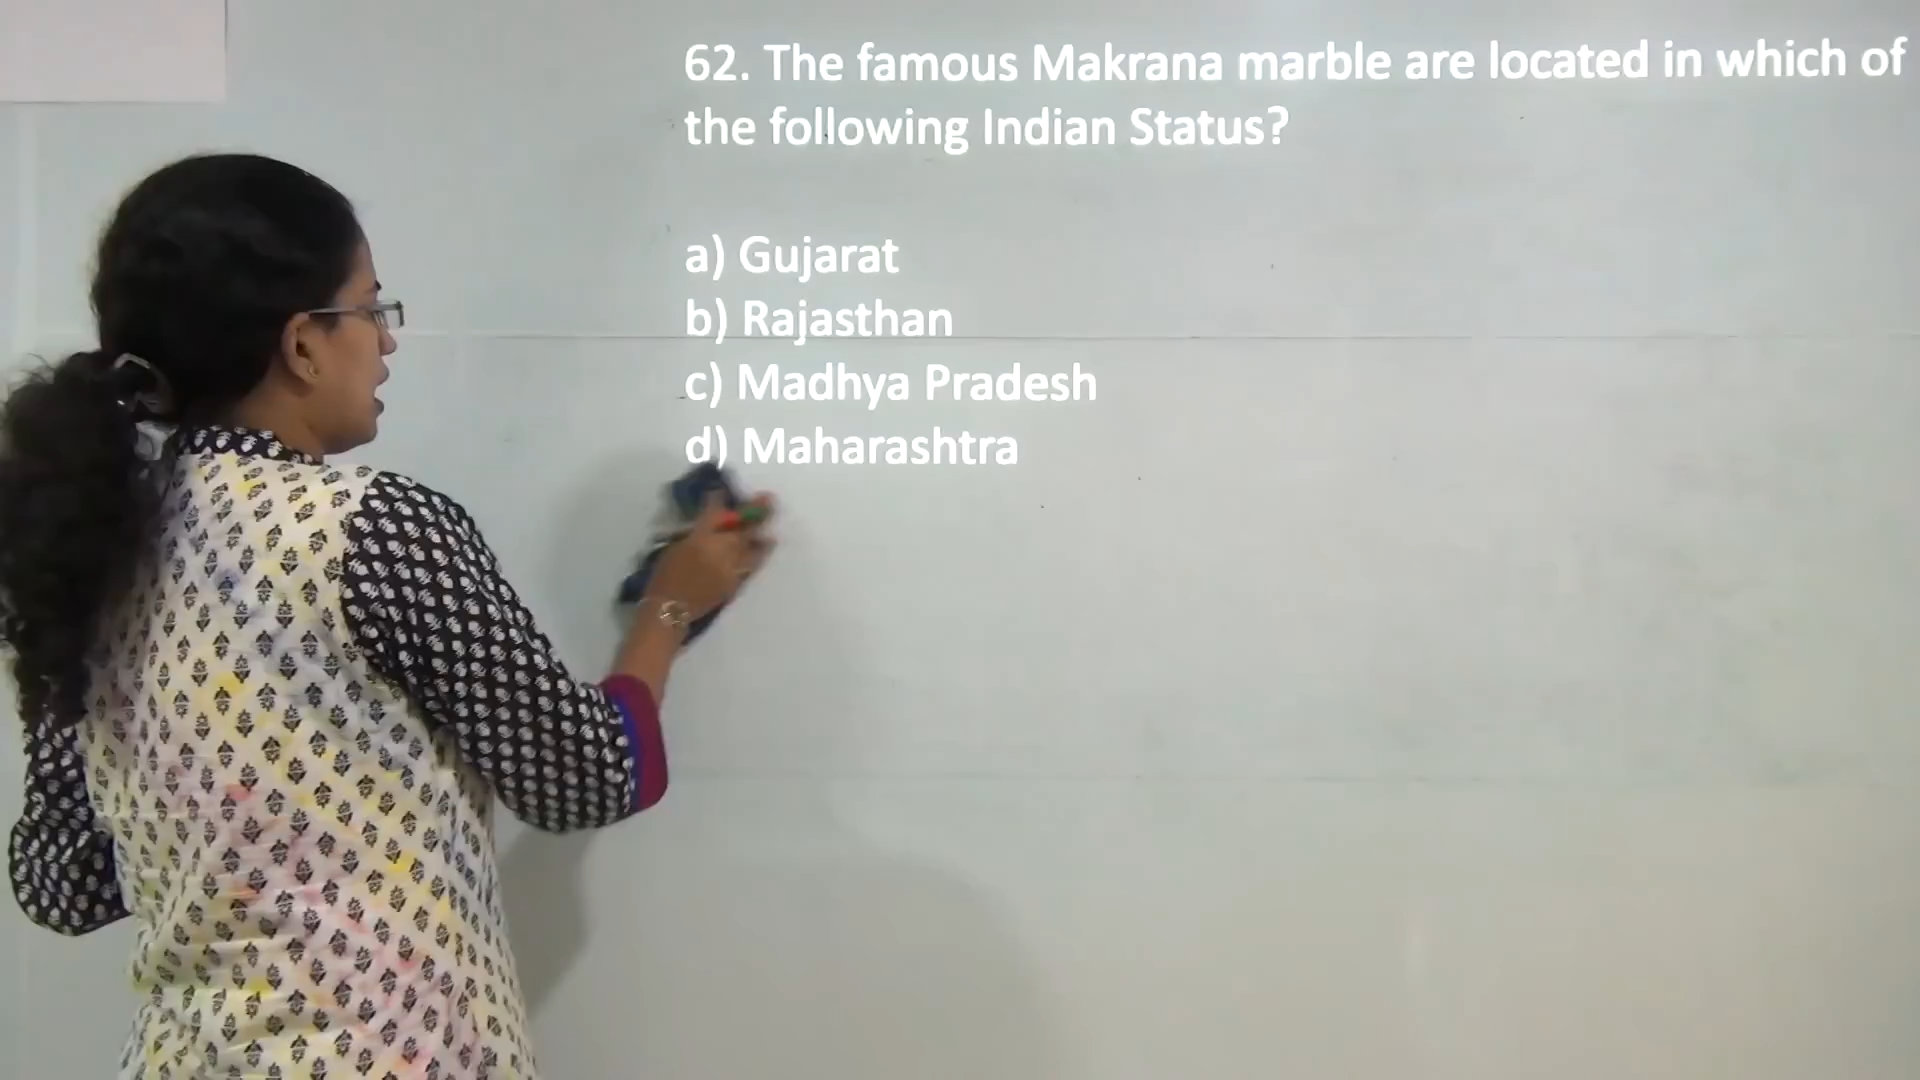 62. The famous Makrana marble are located in which of
the following Indian Status?
a) Gujarat
b) Rajasthan
c) Madhya Pradesh
d) Maharashtra